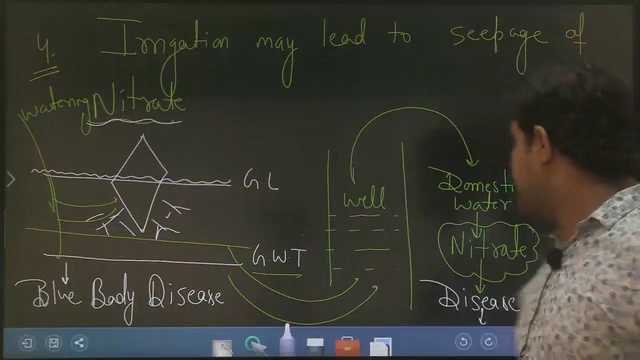 4. Irrigation may lead to seepage of
Nitrate
watering
GL
GWT
Blue Body Disease
well
Domesti
water
Nitrate
Disease